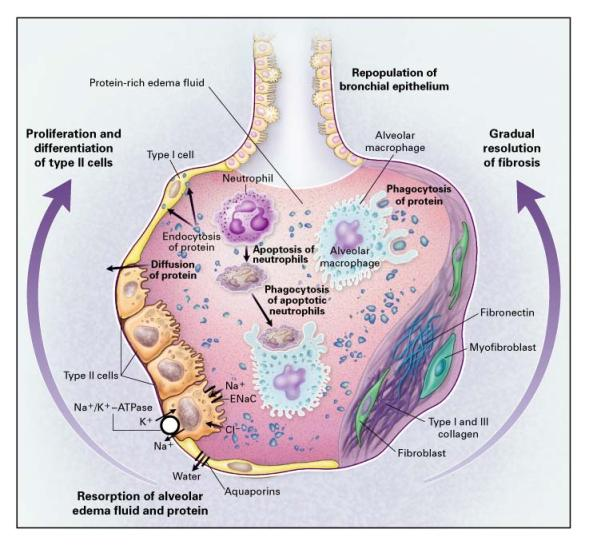 Protein-rich edema fluid
Repopulation of
bronchial epithelium
Proliferation and
differentiation
of type II cells
Type I cell
Neutrophil
Alveolar
macrophage
Gradual
resolution
of fibrosis
Phagocytosis
of protein
Endocytosis
of protein
Apoptosis of
neutrophils
Alveolar
macrophage
Diffusion
of protein
Phagocytosis
of apoptotic
neutrophils
Fibronectin
Myofibroblast
Type II cells
Na⁺
ENaC
Na⁺/K⁺–ATPase
K⁺
Cl⁻
Na⁺
Type I and III
collagen
Fibroblast
Water
Aquaporins
Resorption of alveolar
edema fluid and protein